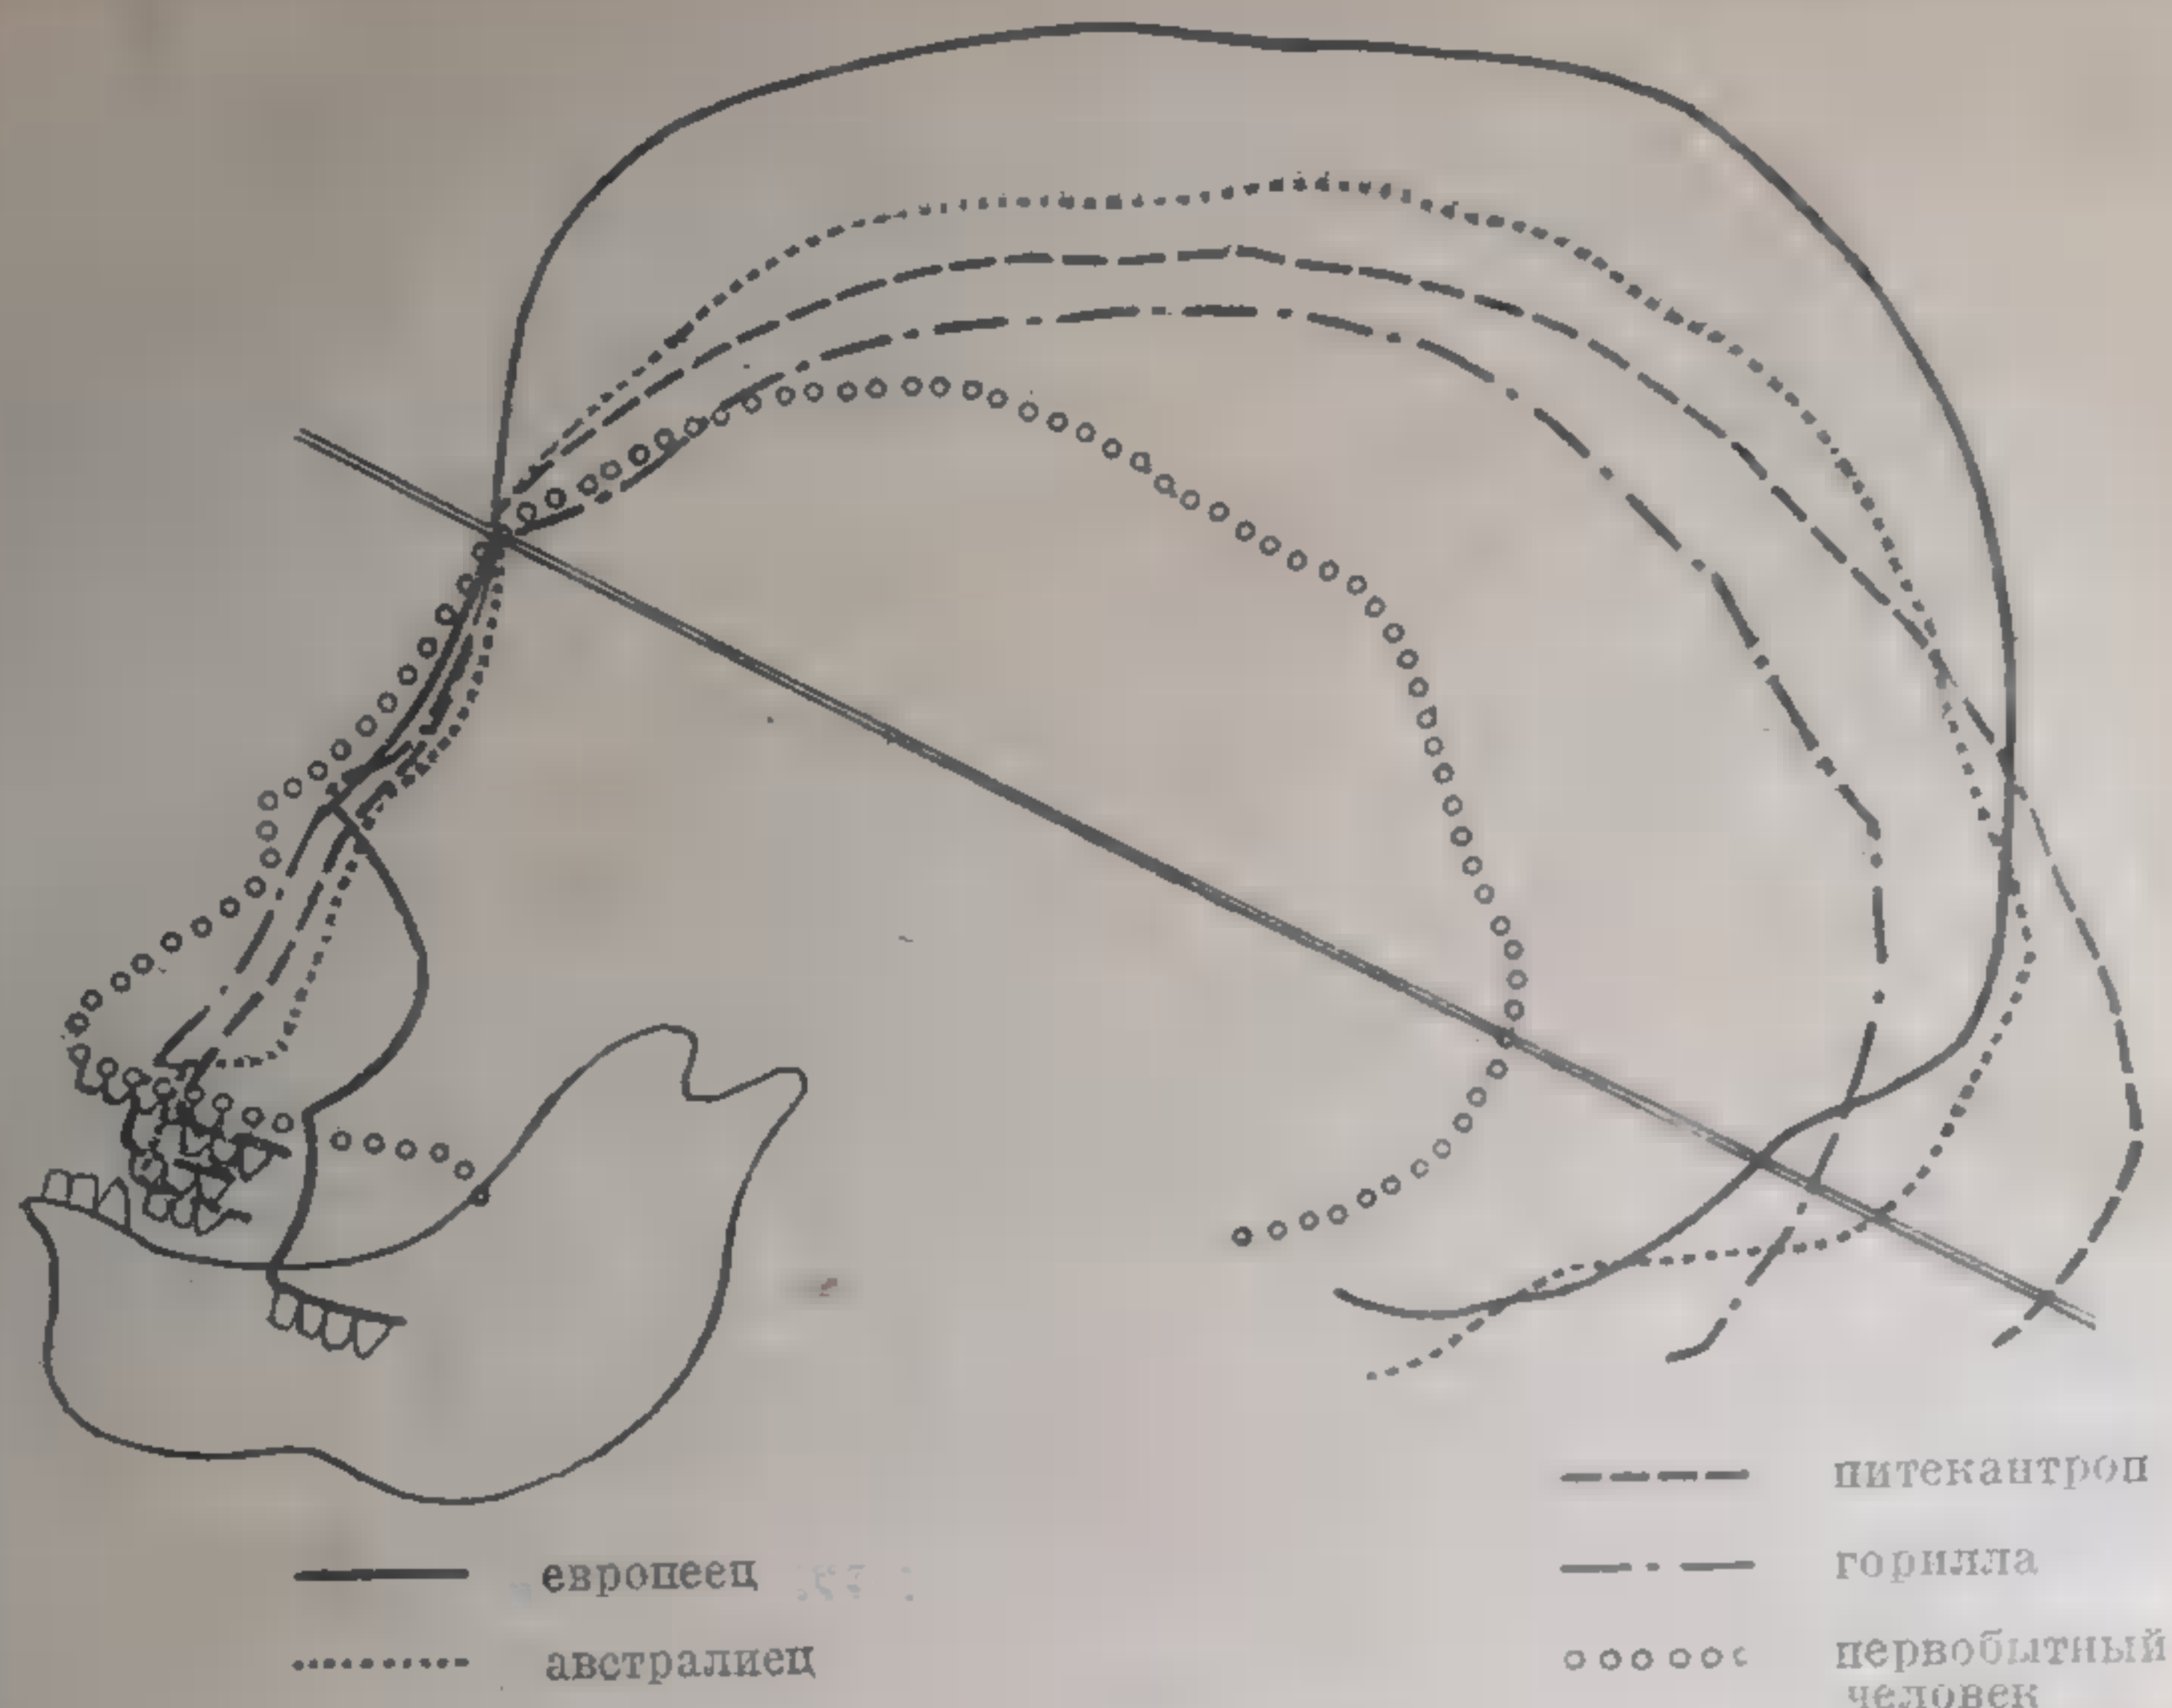 европеец
австралиец
питекантроп
горилла
первобытный
человек